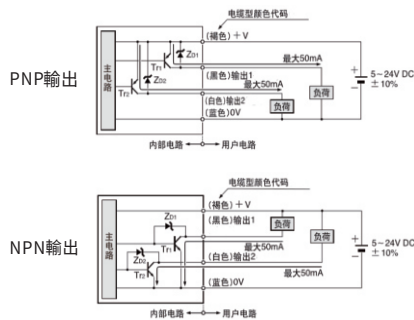 电缆型颜色代码
(褐色)＋V
ZD1
Tr1
最大50mA
主电路
(黑色)输出1
ZD2
最大50mA
负荷
5～24V DC
±10%
PNP輸出
Tr2
(白色)输出2
负荷
(蓝色)0V
内部电路
用户电路
电缆型颜色代码
(褐色)＋V
ZD1
(黑色)输出1
负荷
主电路
Tr1
最大50mA
负荷
5～24V DC
±10%
NPN輸出
ZD2
(白色)输出2
Tr2
最大50mA
(蓝色)0V
内部电路
用户电路